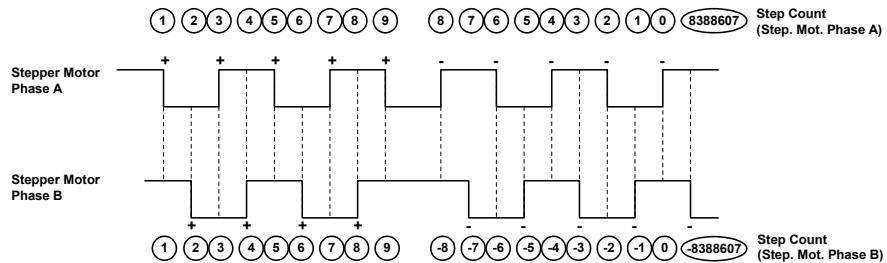 1 2 3 4 5 6 7 8 9 8 7 6 5 4 3 2 1 0 8388607 Step Count
(Step. Mot. Phase A)
+ + + + + - - - - -
Stepper Motor
Phase A
Stepper Motor
Phase B
+ + + + - - - - -
1 2 3 4 5 6 7 8 9 -8 -7 -6 -5 -4 -3 -2 -1 0 -8388607 Step Count
(Step. Mot. Phase B)